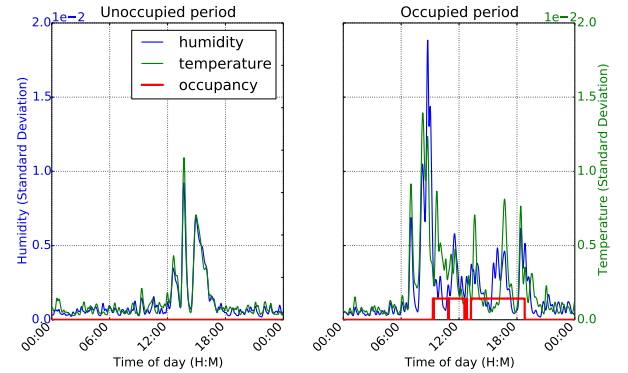 Unoccupied period
Occupied period
1e−2
1e−2
humidity
temperature
occupancy
2.0
1.5
1.0
0.5
0.0
Humidity (Standard Deviation)
00:00
06:00
12:00
18:00
00:00
Time of day (H:M)
00:00
06:00
12:00
18:00
00:00
Time of day (H:M)
2.0
1.5
1.0
0.5
0.0
Temperature (Standard Deviation)